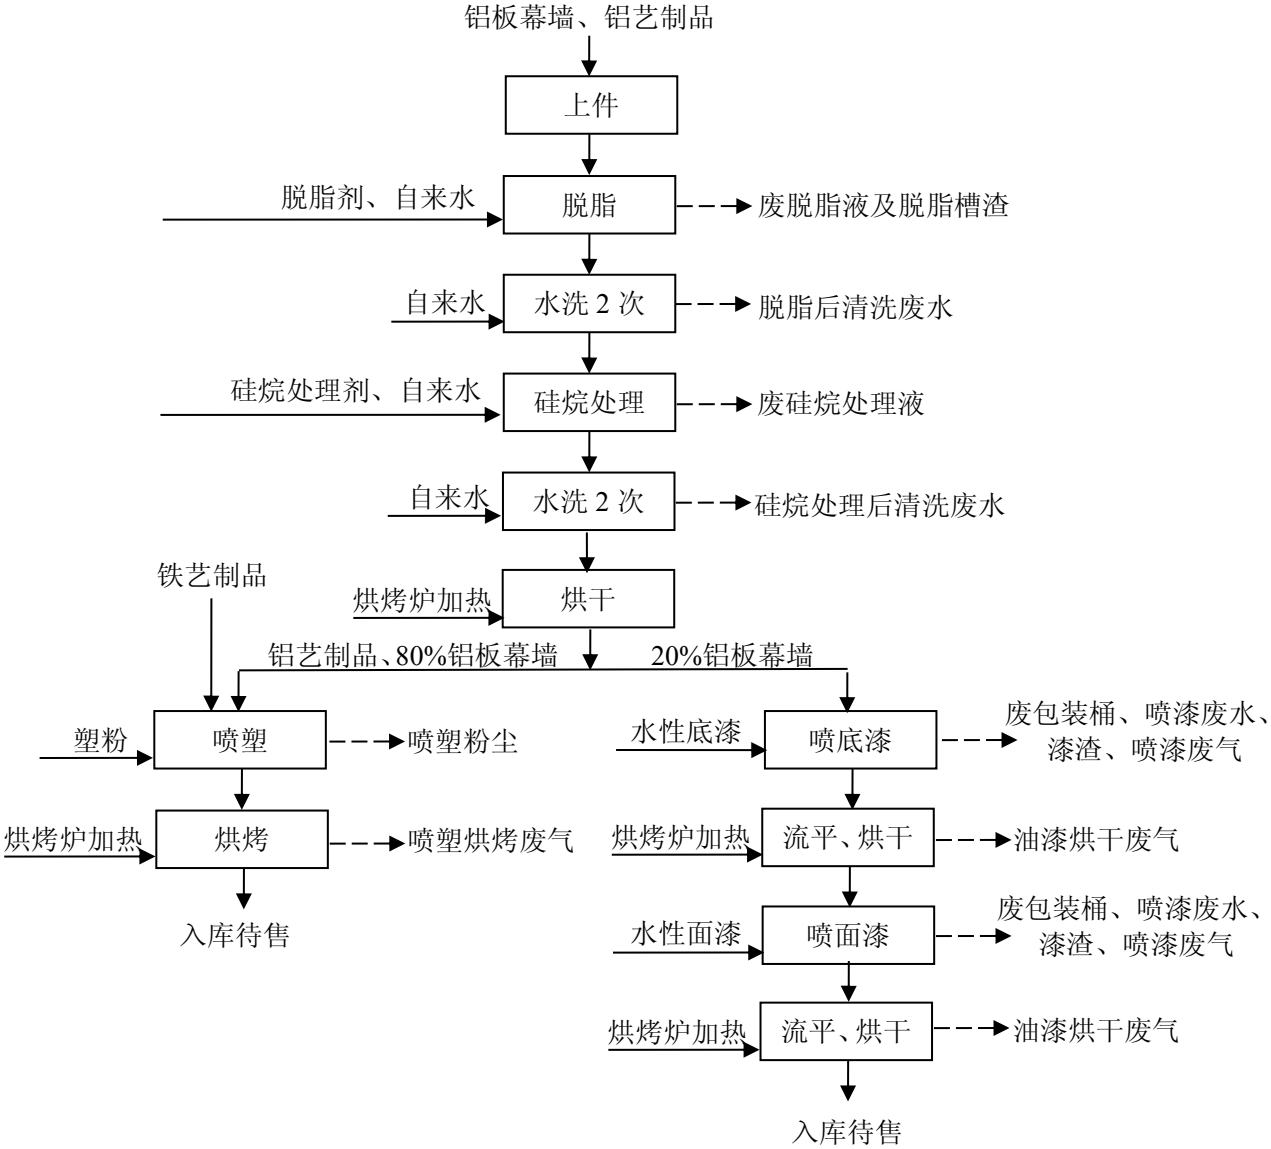 铝板幕墙、铝艺制品
上件
脱脂剂、自来水
脱脂
废脱脂液及脱脂槽渣
自来水
水洗 2 次
脱脂后清洗废水
硅烷处理剂、自来水
硅烷处理
废硅烷处理液
自来水
水洗 2 次
硅烷处理后清洗废水
铁艺制品
烘烤炉加热
烘干
铝艺制品、80%铝板幕墙
20%铝板幕墙
塑粉
喷塑
喷塑粉尘
水性底漆
喷底漆
废包装桶、喷漆废水、
漆渣、喷漆废气
烘烤炉加热
烘烤
喷塑烘烤废气
烘烤炉加热
流平、烘干
油漆烘干废气
入库待售
水性面漆
喷面漆
废包装桶、喷漆废水、
漆渣、喷漆废气
烘烤炉加热
流平、烘干
油漆烘干废气
入库待售